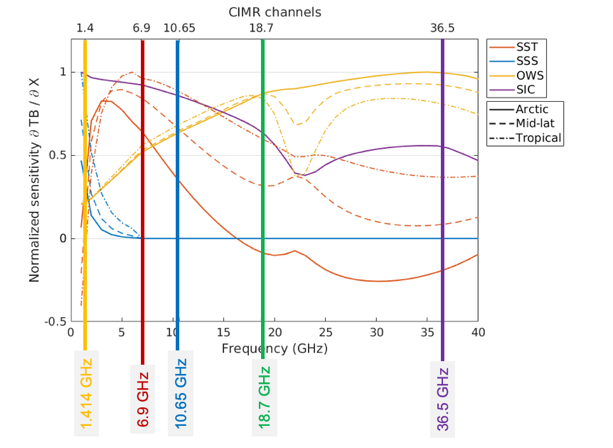 CIMR channels
1.4 6.9 10.65 18.7 36.5
Normalized sensitivity ∂ TB / ∂ X
1
0.5
0
-0.5
0 5 10 15 20 25 30 35 40
Frequency (GHz)
SST
SSS
OWS
SIC
Arctic
Mid-lat
Tropical
1.414 GHz
6.9 GHz
10.65 GHz
18.7 GHz
36.5 GHz